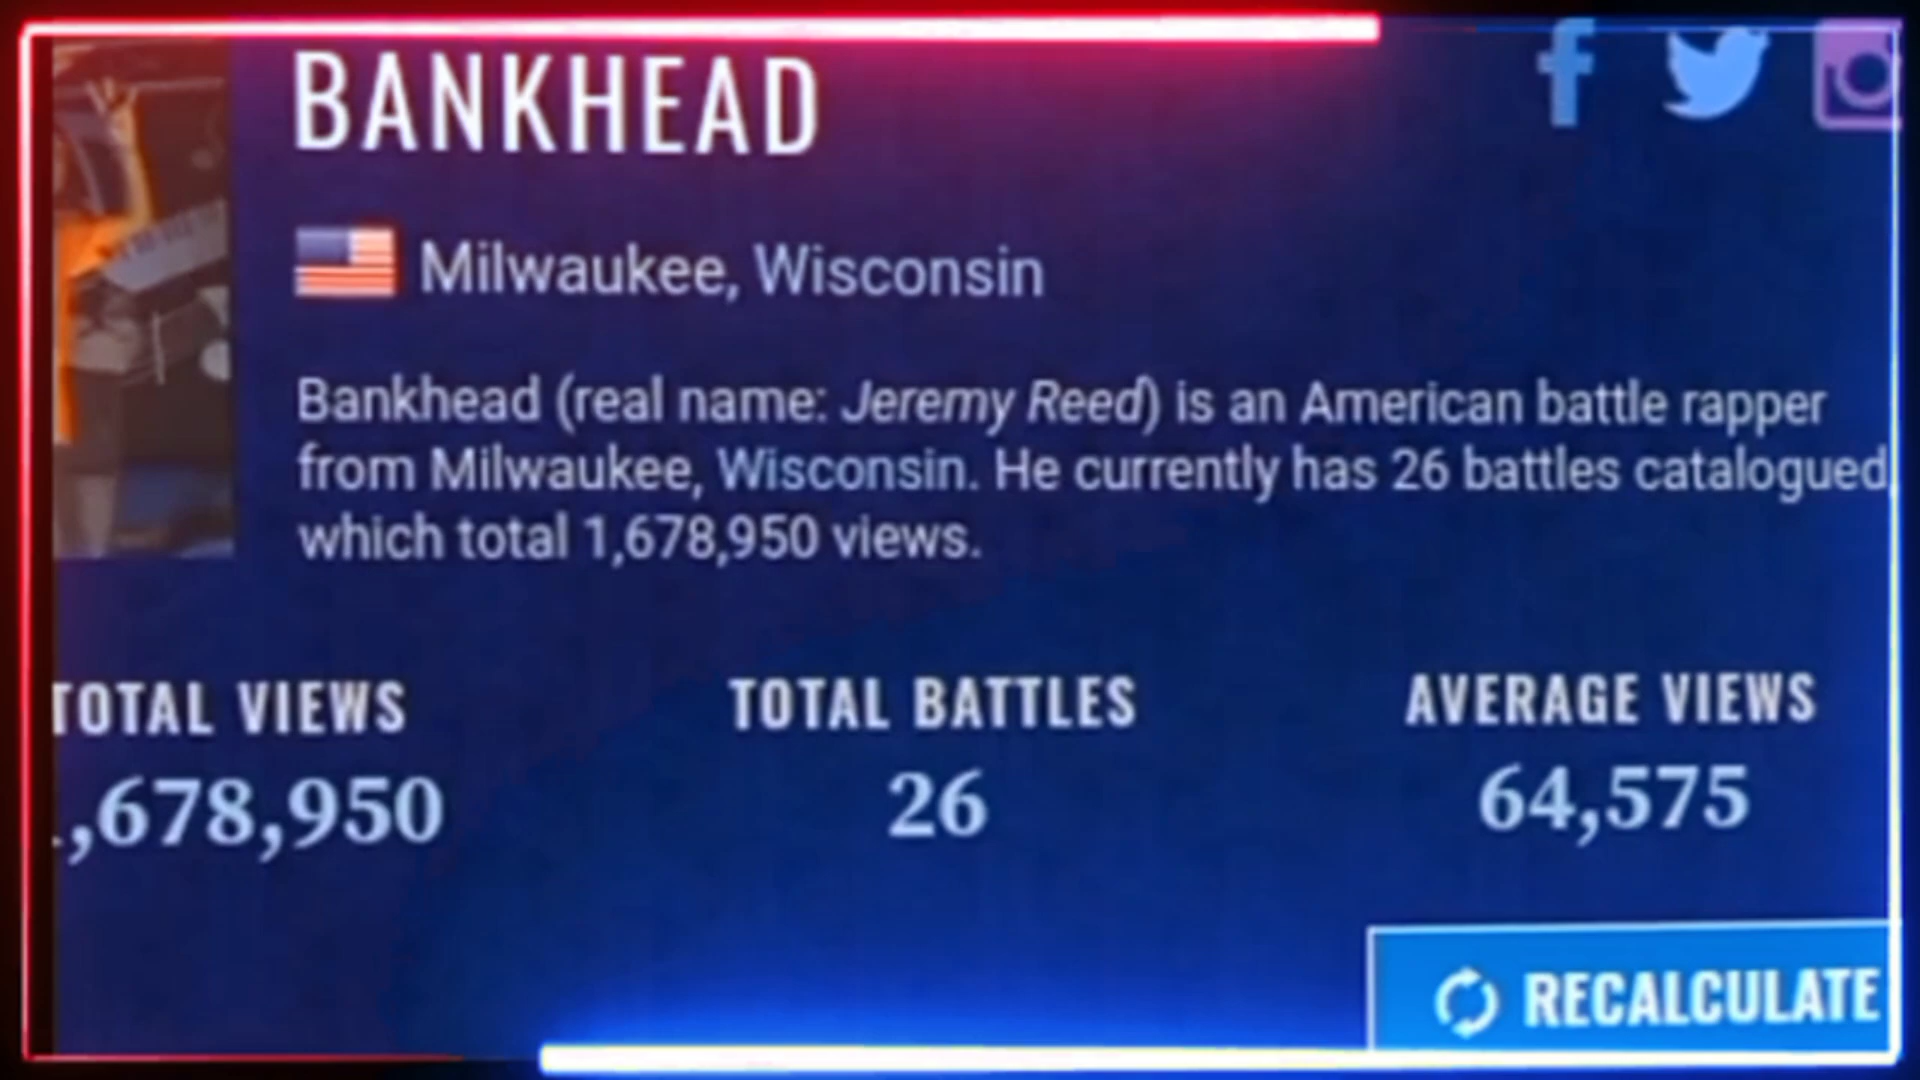 BANKHEAD
Milwaukee, Wisconsin
Bankhead (real name: Jeremy Reed) is an American battle rapper
from Milwaukee, Wisconsin. He currently has 26 battles catalogued,
which total 1,678,950 views.
TOTAL VIEWS TOTAL BATTLES AVERAGE VIEWS
1,678,950 26 64,575
RECALCULATE